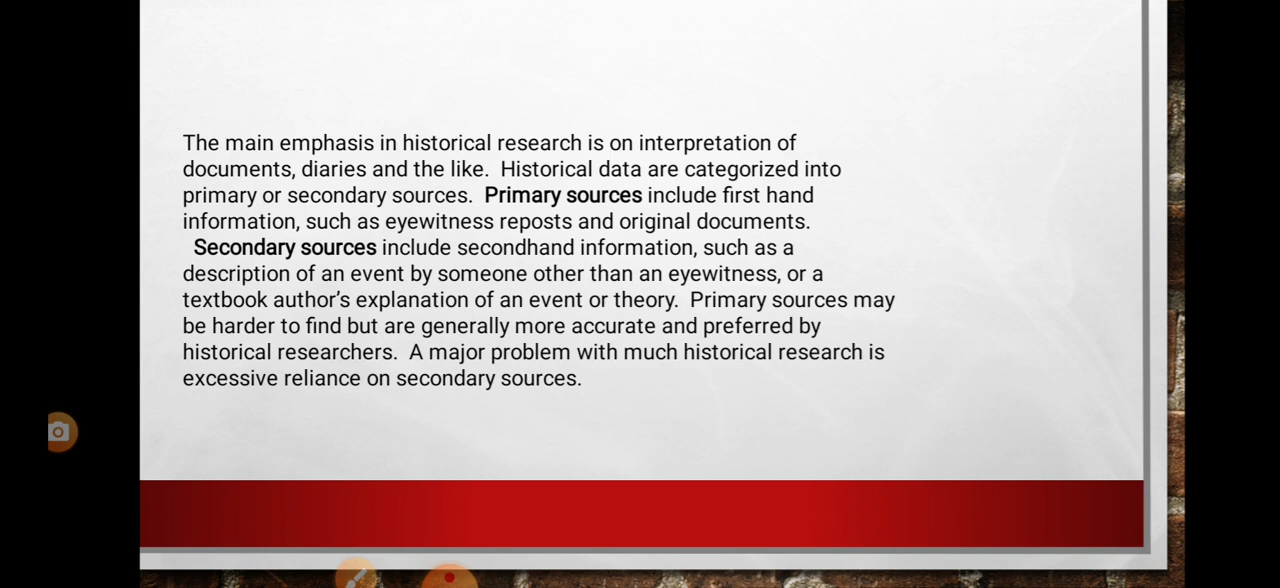 The main emphasis in historical research is on interpretation of
documents, diaries and the like.  Historical data are categorized into
primary or secondary sources.  Primary sources include first hand
information, such as eyewitness reposts and original documents.
Secondary sources include secondhand information, such as a
description of an event by someone other than an eyewitness, or a
textbook author’s explanation of an event or theory.  Primary sources may
be harder to find but are generally more accurate and preferred by
historical researchers.  A major problem with much historical research is
excessive reliance on secondary sources.